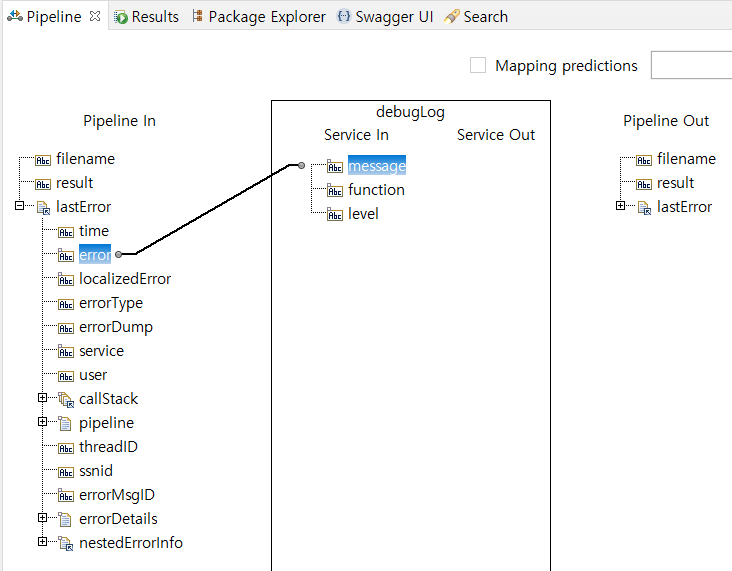 Pipeline Results Package Explorer Swagger UI Search
Mapping predictions
Pipeline In
filename
result
lastError
time
error
localizedError
errorType
errorDump
service
user
callStack
pipeline
threadID
ssnid
errorMsgID
errorDetails
nestedErrorInfo
debugLog
Service In Service Out
message
function
level
Pipeline Out
filename
result
lastError